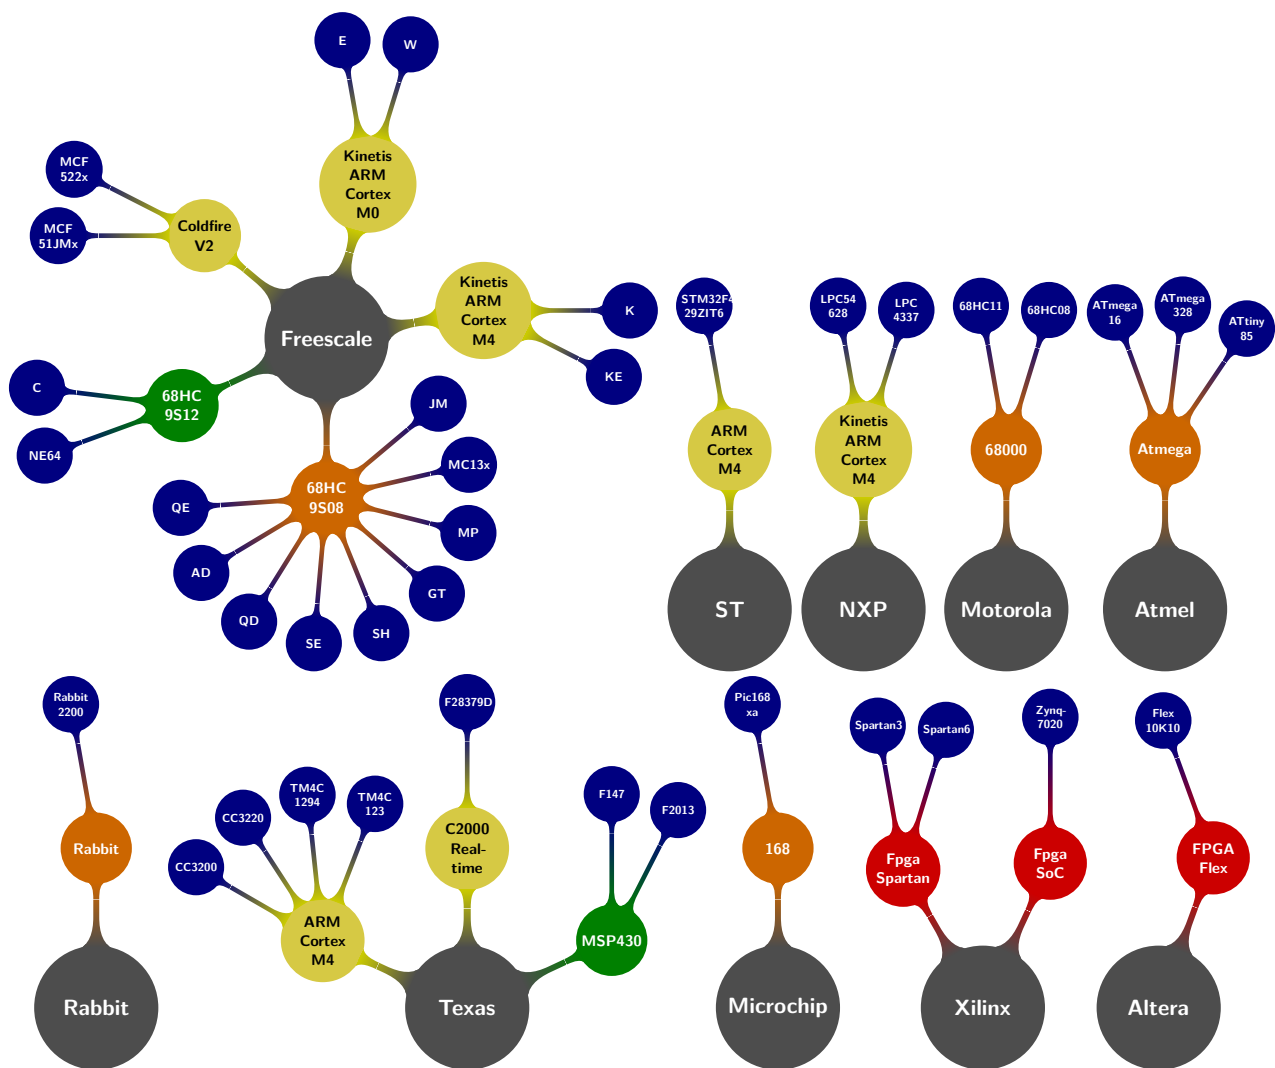 E
W
Kinetis
ARM
Cortex
M0
MCF
522x
MCF
51JMx
Coldfire
V2
Kinetis
ARM
Cortex
M4
K
KE
Freescale
C
NE64
68HC
9S12
68HC
9S08
JM
MC13x
MP
GT
SH
SE
QD
AD
QE
STM32F4
29ZIT6
ARM
Cortex
M4
ST
LPC54
628
LPC
4337
Kinetis
ARM
Cortex
M4
NXP
68HC11
68HC08
68000
Motorola
ATmega
16
ATmega
328
ATtiny
85
Atmega
Atmel
Rabbit
2200
Rabbit
Rabbit
CC3200
CC3220
TM4C
1294
TM4C
123
ARM
Cortex
M4
F28379D
C2000
Real-
time
F147
F2013
MSP430
Texas
Pic168
xa
168
Microchip
Spartan3
Spartan6
Fpga
Spartan
Zynq-
7020
Fpga
SoC
Xilinx
Flex
10K10
FPGA
Flex
Altera